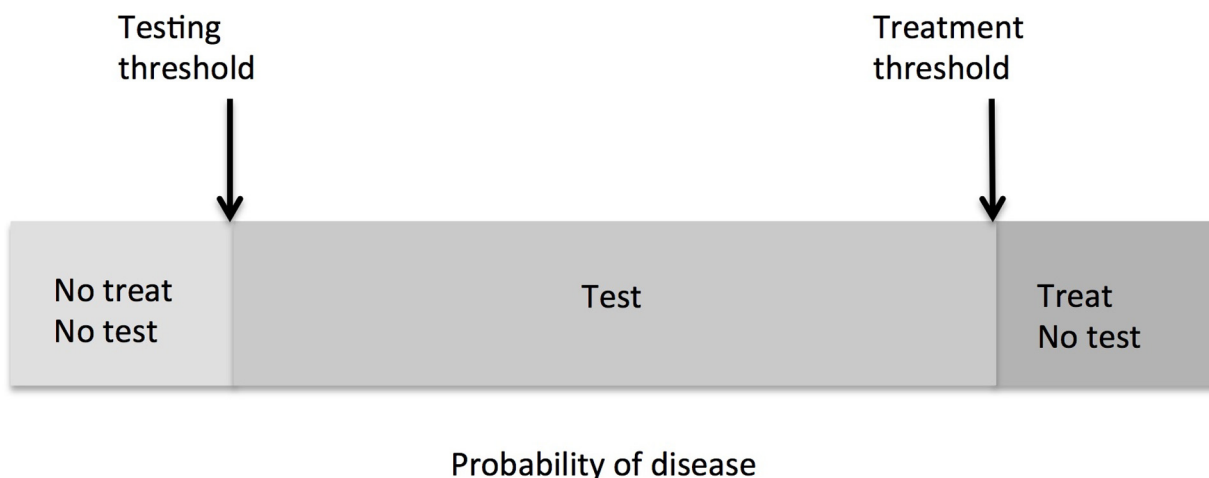 Testing
threshold
Treatment
threshold
No treat
No test
Test
Treat
No test
Probability of disease